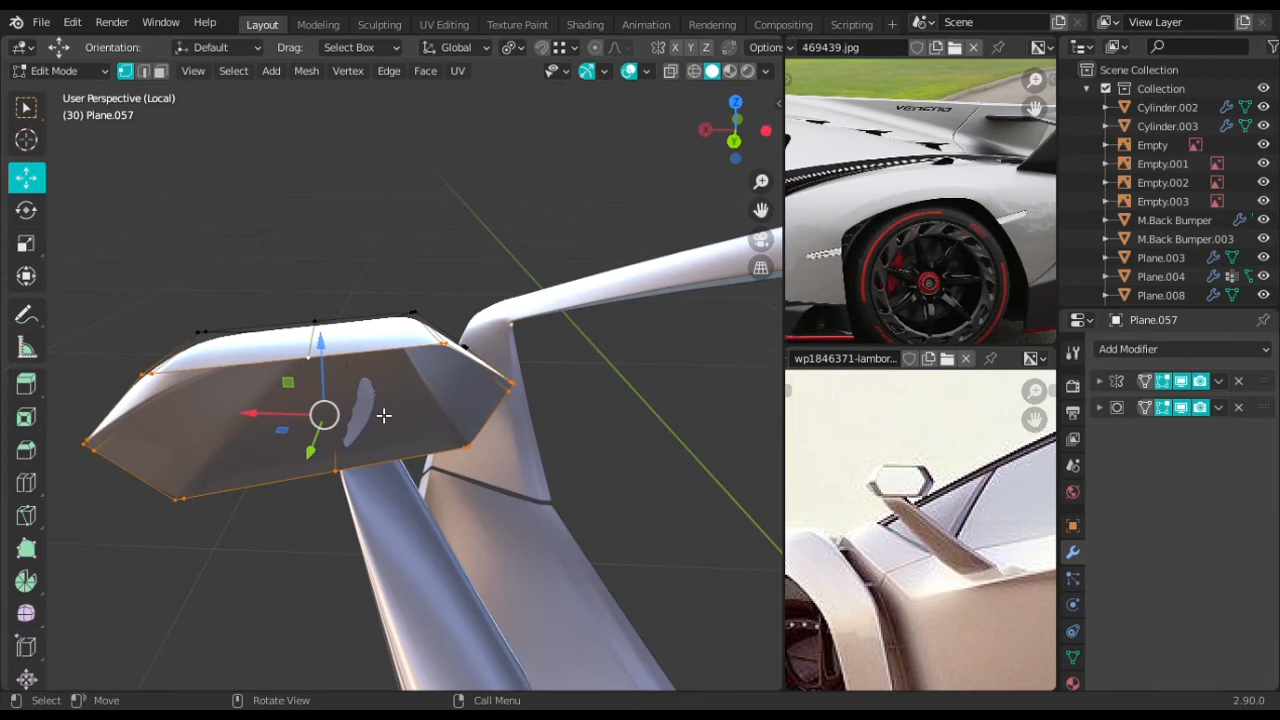 File Edit Render Window Help Layout Modeling Sculpting UV Editing Texture Paint Shading Animation Rendering Compositing Scripting + Scene View Layer
Orientation: Default Drag: Select Box Global X Y Z Options
469439.jpg
Edit Mode View Select Add Mesh Vertex Edge Face UV
User Perspective (Local)
(30) Plane.057
Z
X
Y
VENENO
Scene Collection
Collection
Cylinder.002
Cylinder.003
Empty
Empty.001
Empty.002
Empty.003
M.Back Bumper
M.Back Bumper.003
Plane.003
Plane.004
Plane.008
Plane.057
Add Modifier
wp1846371-lambor...
Select Move Rotate View Call Menu 2.90.0